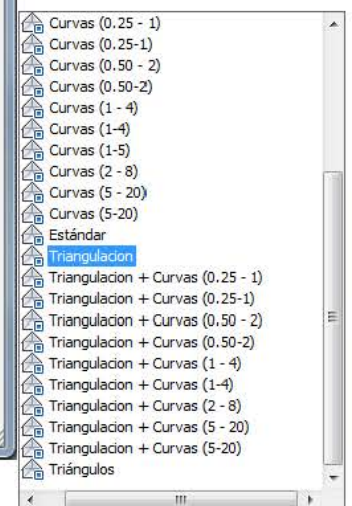 Curvas (0.25 - 1)
Curvas (0.25-1)
Curvas (0.50 - 2)
Curvas (0.50-2)
Curvas (1 - 4)
Curvas (1-4)
Curvas (1-5)
Curvas (2 - 8)
Curvas (5 - 20)
Curvas (5-20)
Estándar
Triangulacion
Triangulacion + Curvas (0.25 - 1)
Triangulacion + Curvas (0.25-1)
Triangulacion + Curvas (0.50 - 2)
Triangulacion + Curvas (0.50-2)
Triangulacion + Curvas (1 - 4)
Triangulacion + Curvas (1-4)
Triangulacion + Curvas (2 - 8)
Triangulacion + Curvas (5 - 20)
Triangulacion + Curvas (5-20)
Triángulos